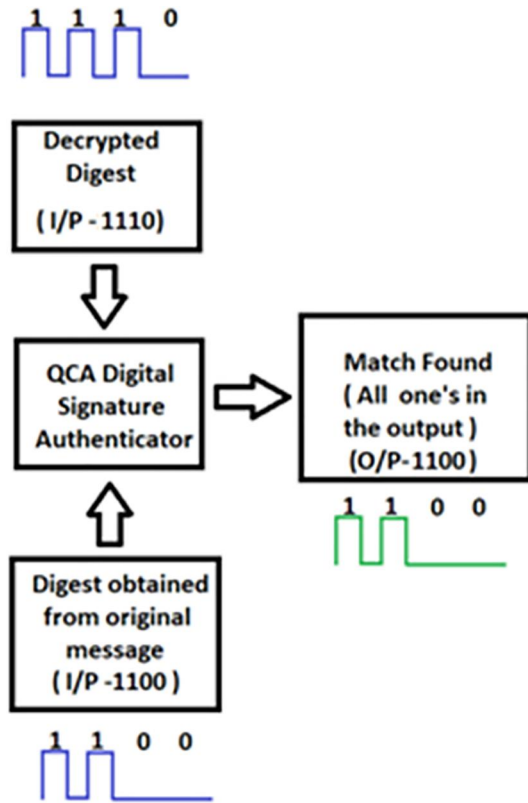 1 1 1 0
Decrypted
Digest
( I/P - 1110)
QCA Digital
Signature
Authenticator
Match Found
( All one's in
the output )
(O/P-1100)
1 1 0 0
Digest obtained
from original
message
( I/P -1100 )
1 1 0 0